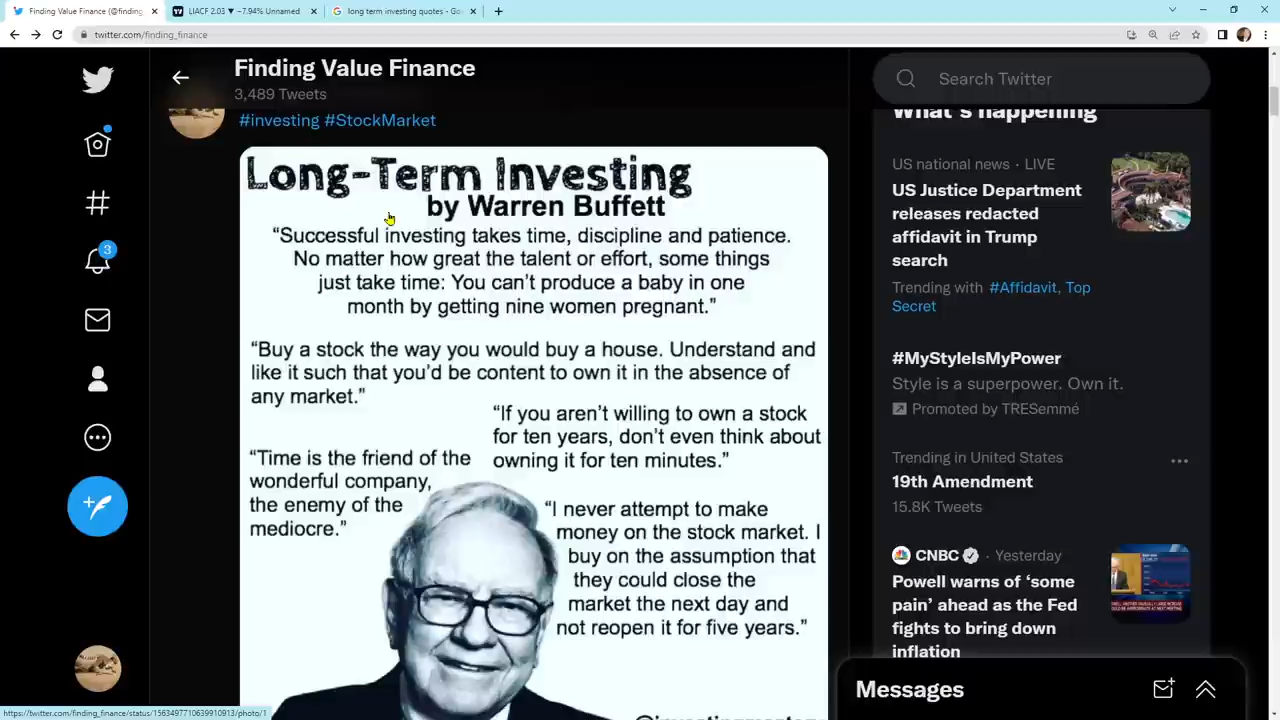 Finding Value Finance (@finding_
LIACF 2.03 ▼ −7.94% Unnamed
long term investing quotes - Go
twitter.com/finding_finance
Finding Value Finance
3,489 Tweets
Search Twitter
#investing #StockMarket
Long-Term Investing
by Warren Buffett
“Successful investing takes time, discipline and patience.
No matter how great the talent or effort, some things
just take time: You can’t produce a baby in one
month by getting nine women pregnant.”
“Buy a stock the way you would buy a house. Understand and
like it such that you’d be content to own it in the absence of
any market.”
“If you aren’t willing to own a stock
for ten years, don’t even think about
owning it for ten minutes.”
“Time is the friend of the
wonderful company,
the enemy of the
mediocre.”
“I never attempt to make
money on the stock market. I
buy on the assumption that
they could close the
market the next day and
not reopen it for five years.”
3
What’s happening
US national news · LIVE
US Justice Department
releases redacted
affidavit in Trump
search
Trending with #Affidavit, Top
Secret
#MyStyleIsMyPower
Style is a superpower. Own it.
Promoted by TRESemmé
Trending in United States
19th Amendment
15.8K Tweets
CNBC · Yesterday
Powell warns of ‘some
pain’ ahead as the Fed
fights to bring down
inflation
Messages
https://twitter.com/finding_finance/status/1563497710639910913/photo/1